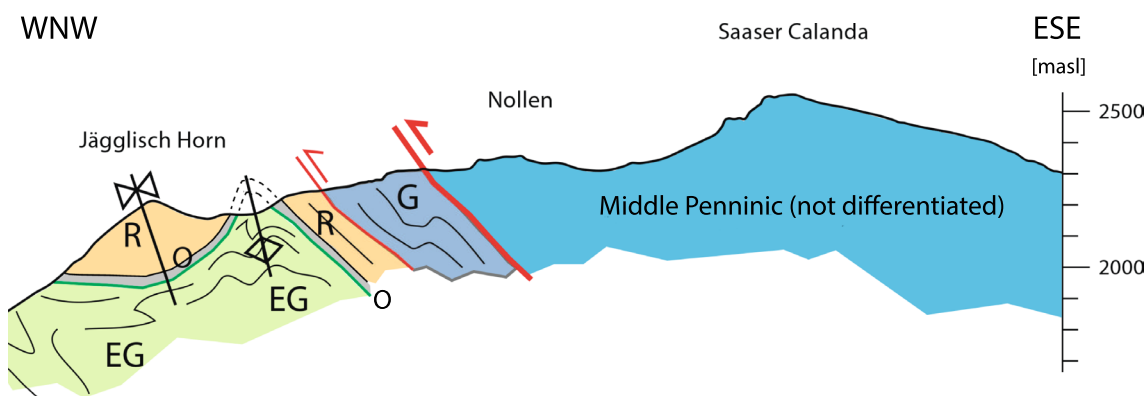 WNW
Saaser Calanda
ESE
[masl]
Nollen
2500
Jägglisch Horn
G
R
R
Middle Penninic (not differentiated)
O
2000
EG
O
EG